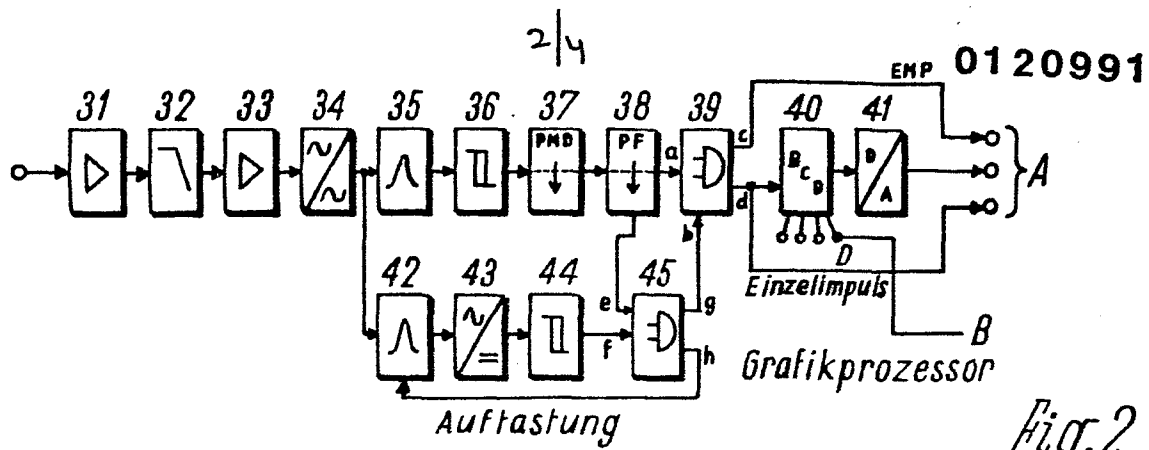 2/4
0120991
EMP
31 32 33 34 35 36 37 38 39 40 41
PMD PF a c d b BCD D/A A
42 43 44 45 D
e f g h
Einzelimpuls
B
Grafikprozessor
Auftastung
Fig. 2